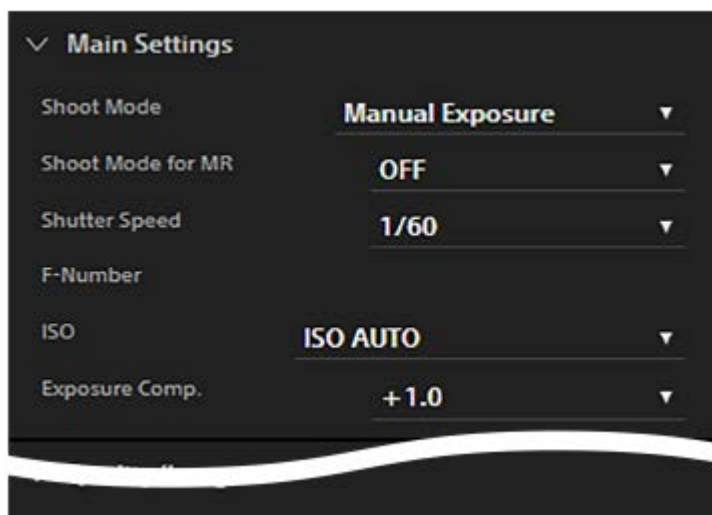 Main Settings
Shoot Mode Manual Exposure
Shoot Mode for MR OFF
Shutter Speed 1/60
F-Number
ISO ISO AUTO
Exposure Comp. +1.0